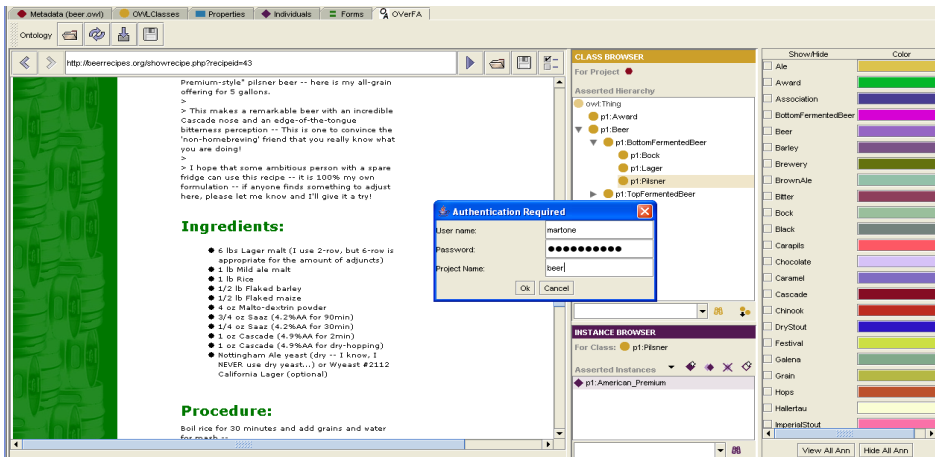 Metadata (beer.owl)
OWLClasses
Properties
Individuals
Forms
OVerFA
Ontology
http://beerrecipes.org/showrecipe.php?recipeid=43
Premium-style" pilsner beer -- here is my all-grain
offering for 5 gallons.
>
> This makes a remarkable beer with an incredible
Cascade nose and an edge-of-the-tongue
bitterness perception -- This is one to convince the
'non-homebrewing' friend that you really know what
you are doing!
>
> I hope that some ambitious person with a spare
fridge can use this recipe -- it is 100% my own
formulation -- if anyone finds something to adjust
here, please let me know and I'll give it a try!
Ingredients:
6 lbs Lager malt (I use 2-row, but 6-row is
appropriate for the amount of adjuncts)
1 lb Mild ale malt
1 lb Rice
1/2 lb Flaked barley
1/2 lb Flaked maize
4 oz Malto-dextrin powder
3/4 oz Saaz (4.2%AA for 90min)
1/4 oz Saaz (4.2%AA for 30min)
1 oz Cascade (4.9%AA for 2min)
1 oz Cascade (4.9%AA for dry-hopping)
Nottingham Ale yeast (dry -- I know, I
NEVER use dry yeast...) or Wyeast #2112
California Lager (optional)
Procedure:
Boil rice for 30 minutes and add grains and water
for mash --
CLASS BROWSER
For Project
Asserted Hierarchy
owl:Thing
p1:Award
p1:Beer
p1:BottomFermentedBeer
p1:Bock
p1:Lager
p1:Pilsner
p1:TopFermentedBeer
Authentication Required
User name:
martone
Password:
Project Name:
beer
Ok
Cancel
INSTANCE BROWSER
For Class:
p1:Pilsner
Asserted Instances
p1:American_Premium
Show/Hide
Color
Ale
Award
Association
BottomFermentedBeer
Beer
Barley
Brewery
BrownAle
Bitter
Bock
Black
Carapils
Chocolate
Caramel
Cascade
Chinook
DryStout
Festival
Galena
Grain
Hops
Hallertau
ImperialStout
View All Ann
Hide All Ann